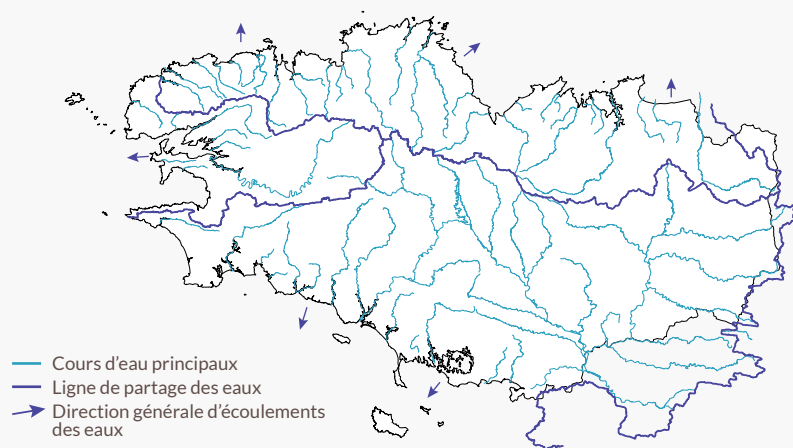 Cours d'eau principaux
Ligne de partage des eaux
Direction générale d'écoulements
des eaux